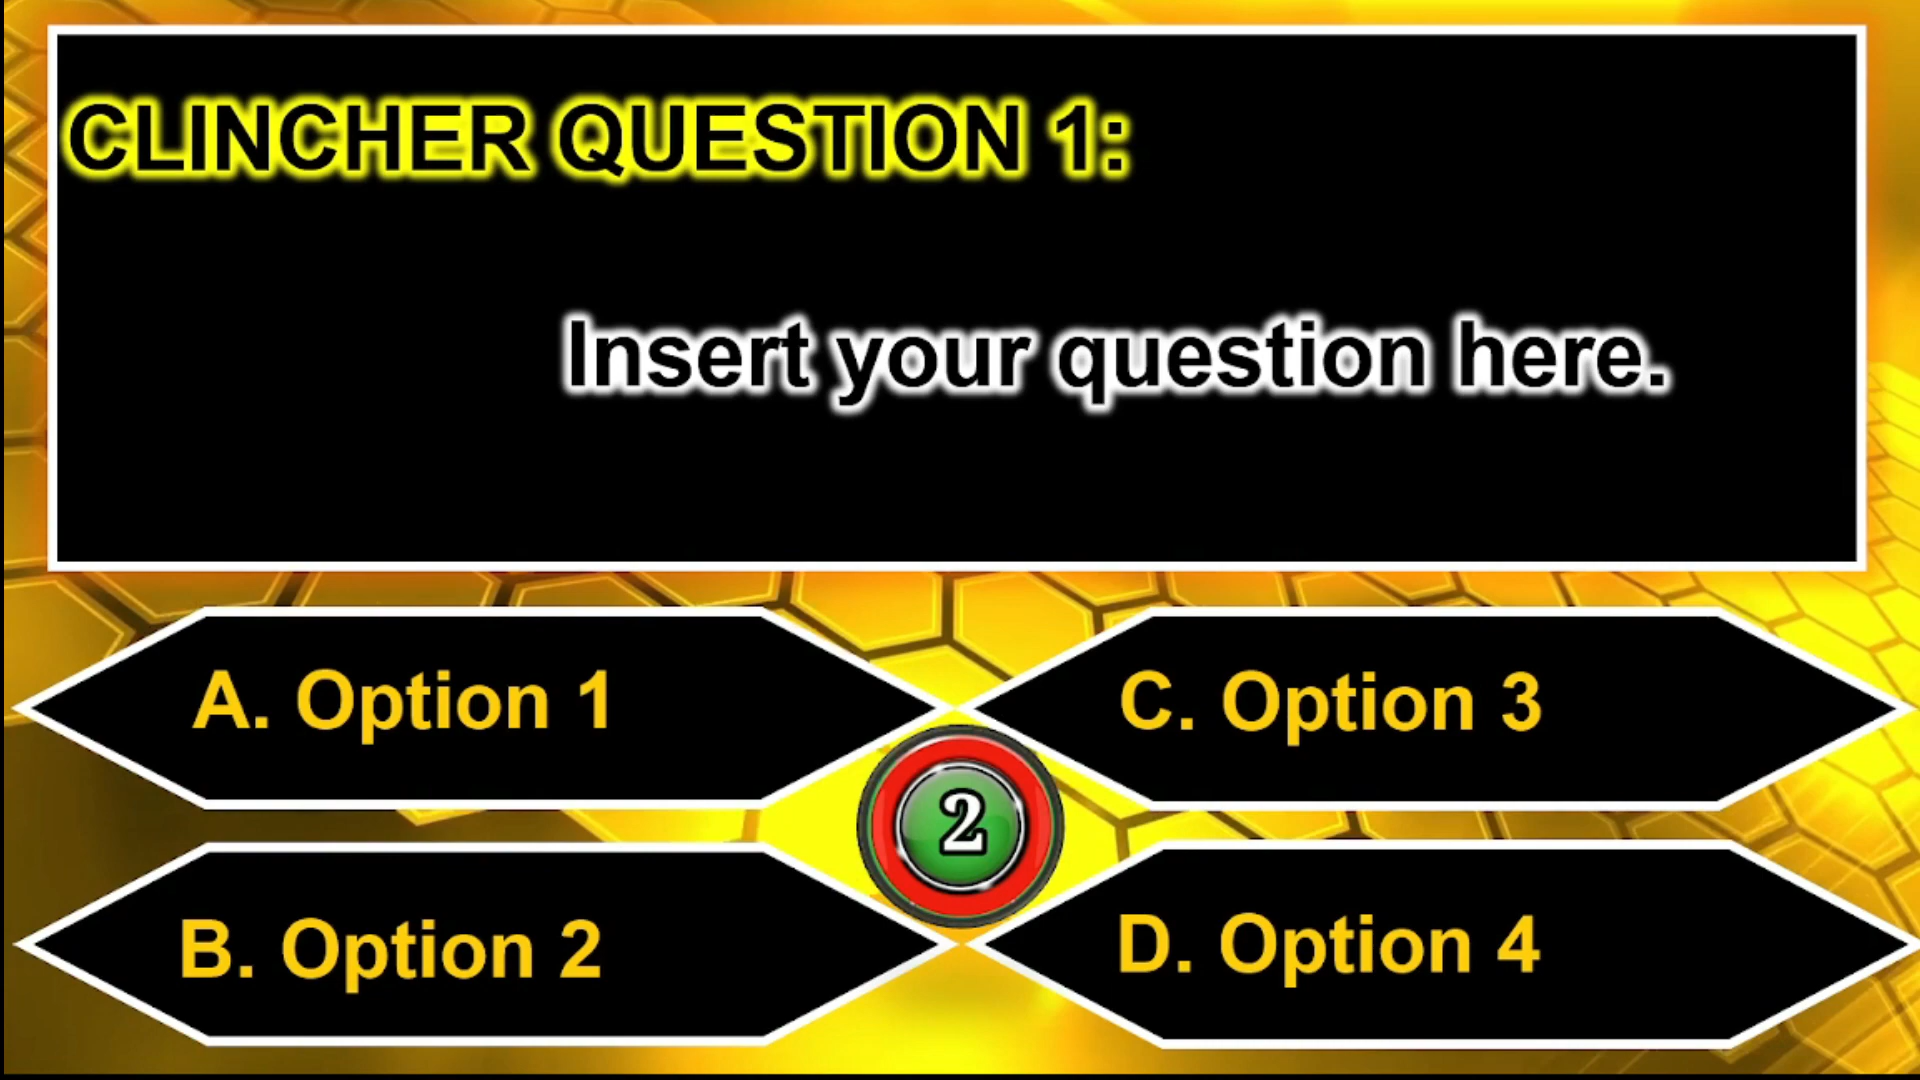 CLINCHER QUESTION 1:
Insert your question here.
A. Option 1
C. Option 3
2
B. Option 2
D. Option 4